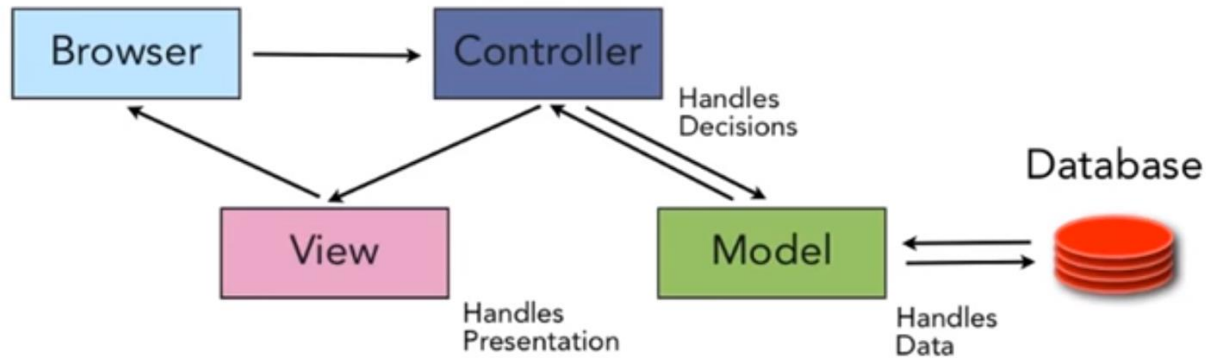 Browser
Controller
Handles
Decisions
Database
View
Model
Handles
Presentation
Handles
Data